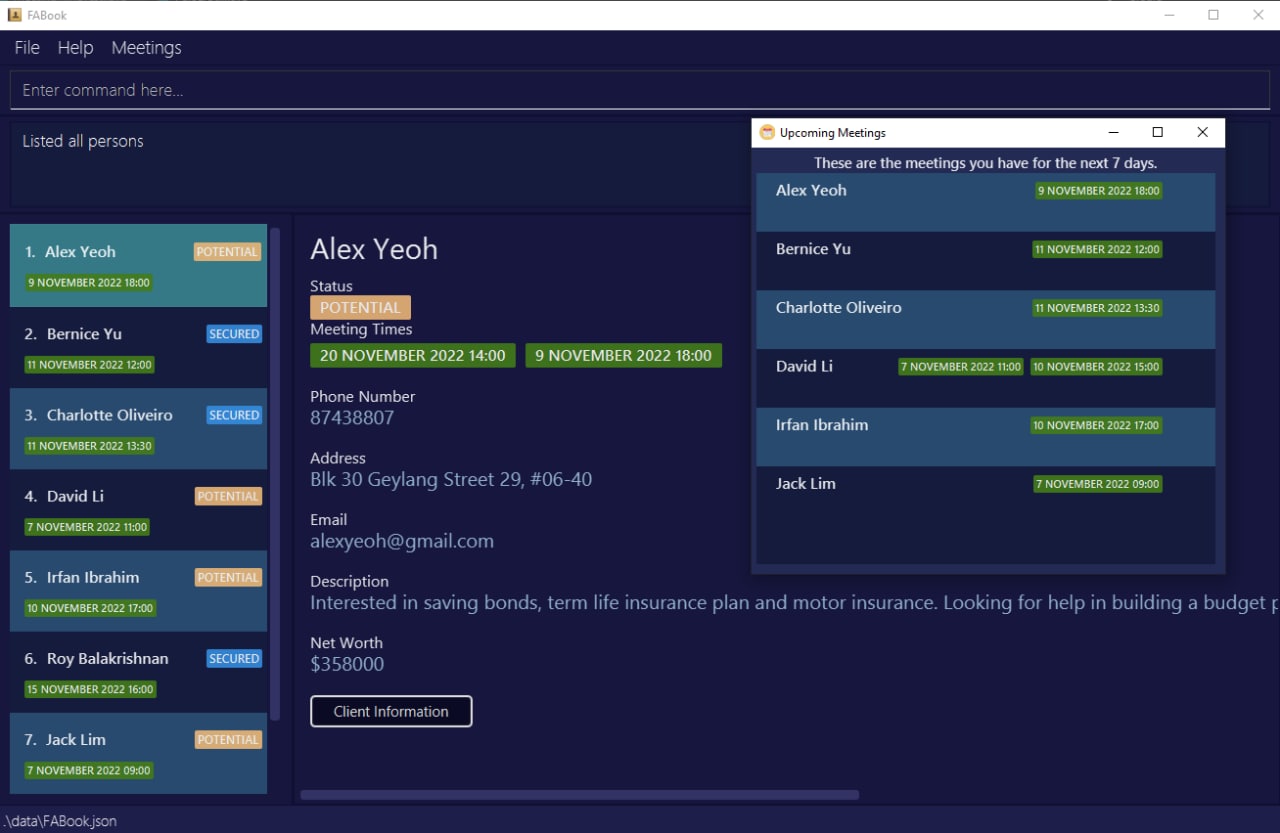 FABook
File Help Meetings
Enter command here...
Listed all persons
1. Alex Yeoh POTENTIAL
9 NOVEMBER 2022 18:00
2. Bernice Yu SECURED
11 NOVEMBER 2022 12:00
3. Charlotte Oliveiro SECURED
11 NOVEMBER 2022 13:30
4. David Li POTENTIAL
7 NOVEMBER 2022 11:00
5. Irfan Ibrahim POTENTIAL
10 NOVEMBER 2022 17:00
6. Roy Balakrishnan SECURED
15 NOVEMBER 2022 16:00
7. Jack Lim POTENTIAL
7 NOVEMBER 2022 09:00
Alex Yeoh
Status
POTENTIAL
Meeting Times
20 NOVEMBER 2022 14:00 9 NOVEMBER 2022 18:00
Phone Number
87438807
Address
Blk 30 Geylang Street 29, #06-40
Email
alexyeoh@gmail.com
Description
Interested in saving bonds, term life insurance plan and motor insurance. Looking for help in building a budget
Net Worth
$358000
Client Information
Upcoming Meetings
These are the meetings you have for the next 7 days.
Alex Yeoh 9 NOVEMBER 2022 18:00
Bernice Yu 11 NOVEMBER 2022 12:00
Charlotte Oliveiro 11 NOVEMBER 2022 13:30
David Li 7 NOVEMBER 2022 11:00 10 NOVEMBER 2022 15:00
Irfan Ibrahim 10 NOVEMBER 2022 17:00
Jack Lim 7 NOVEMBER 2022 09:00
.\data\FABook.json